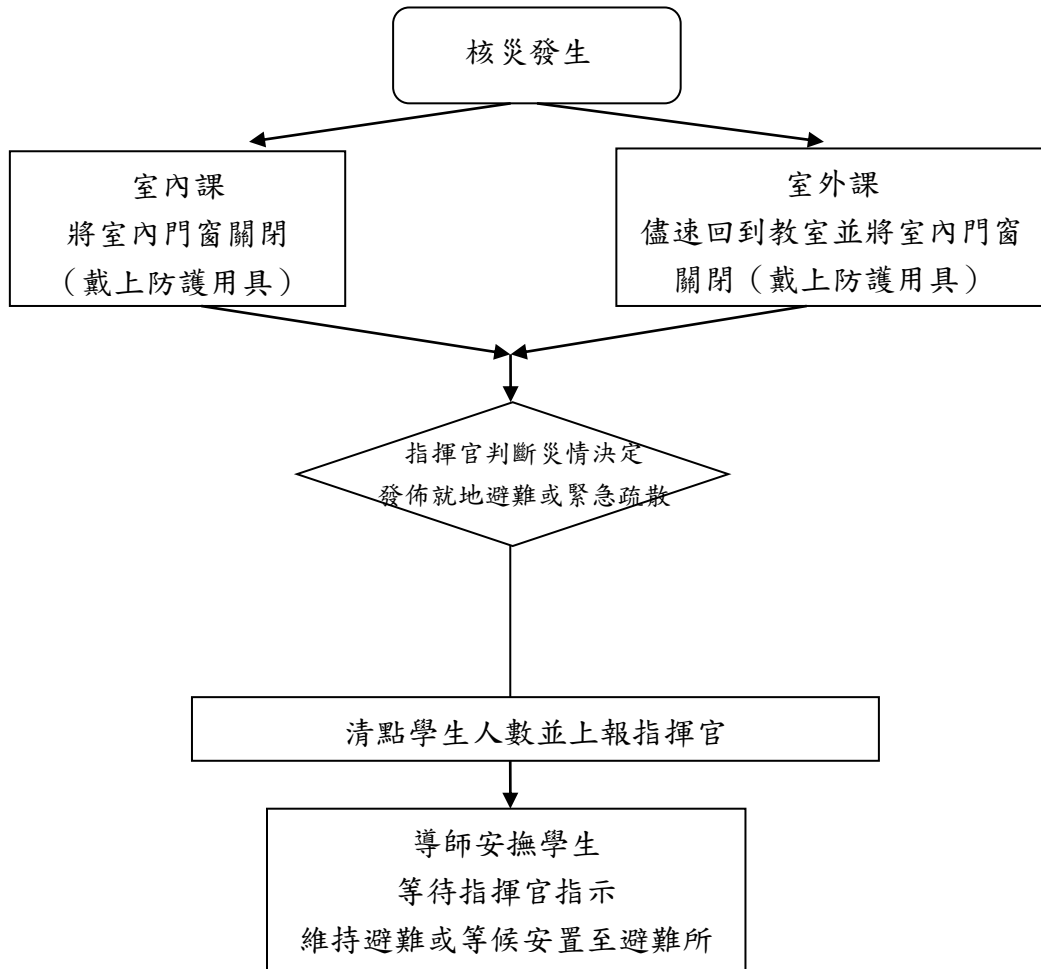 核災發生
室內課
將室內門窗關閉
（戴上防護用具）
室外課
儘速回到教室並將室內門窗
關閉（戴上防護用具）
指揮官判斷災情決定
發佈就地避難或緊急疏散
清點學生人數並上報指揮官
導師安撫學生
等待指揮官指示
維持避難或等候安置至避難所